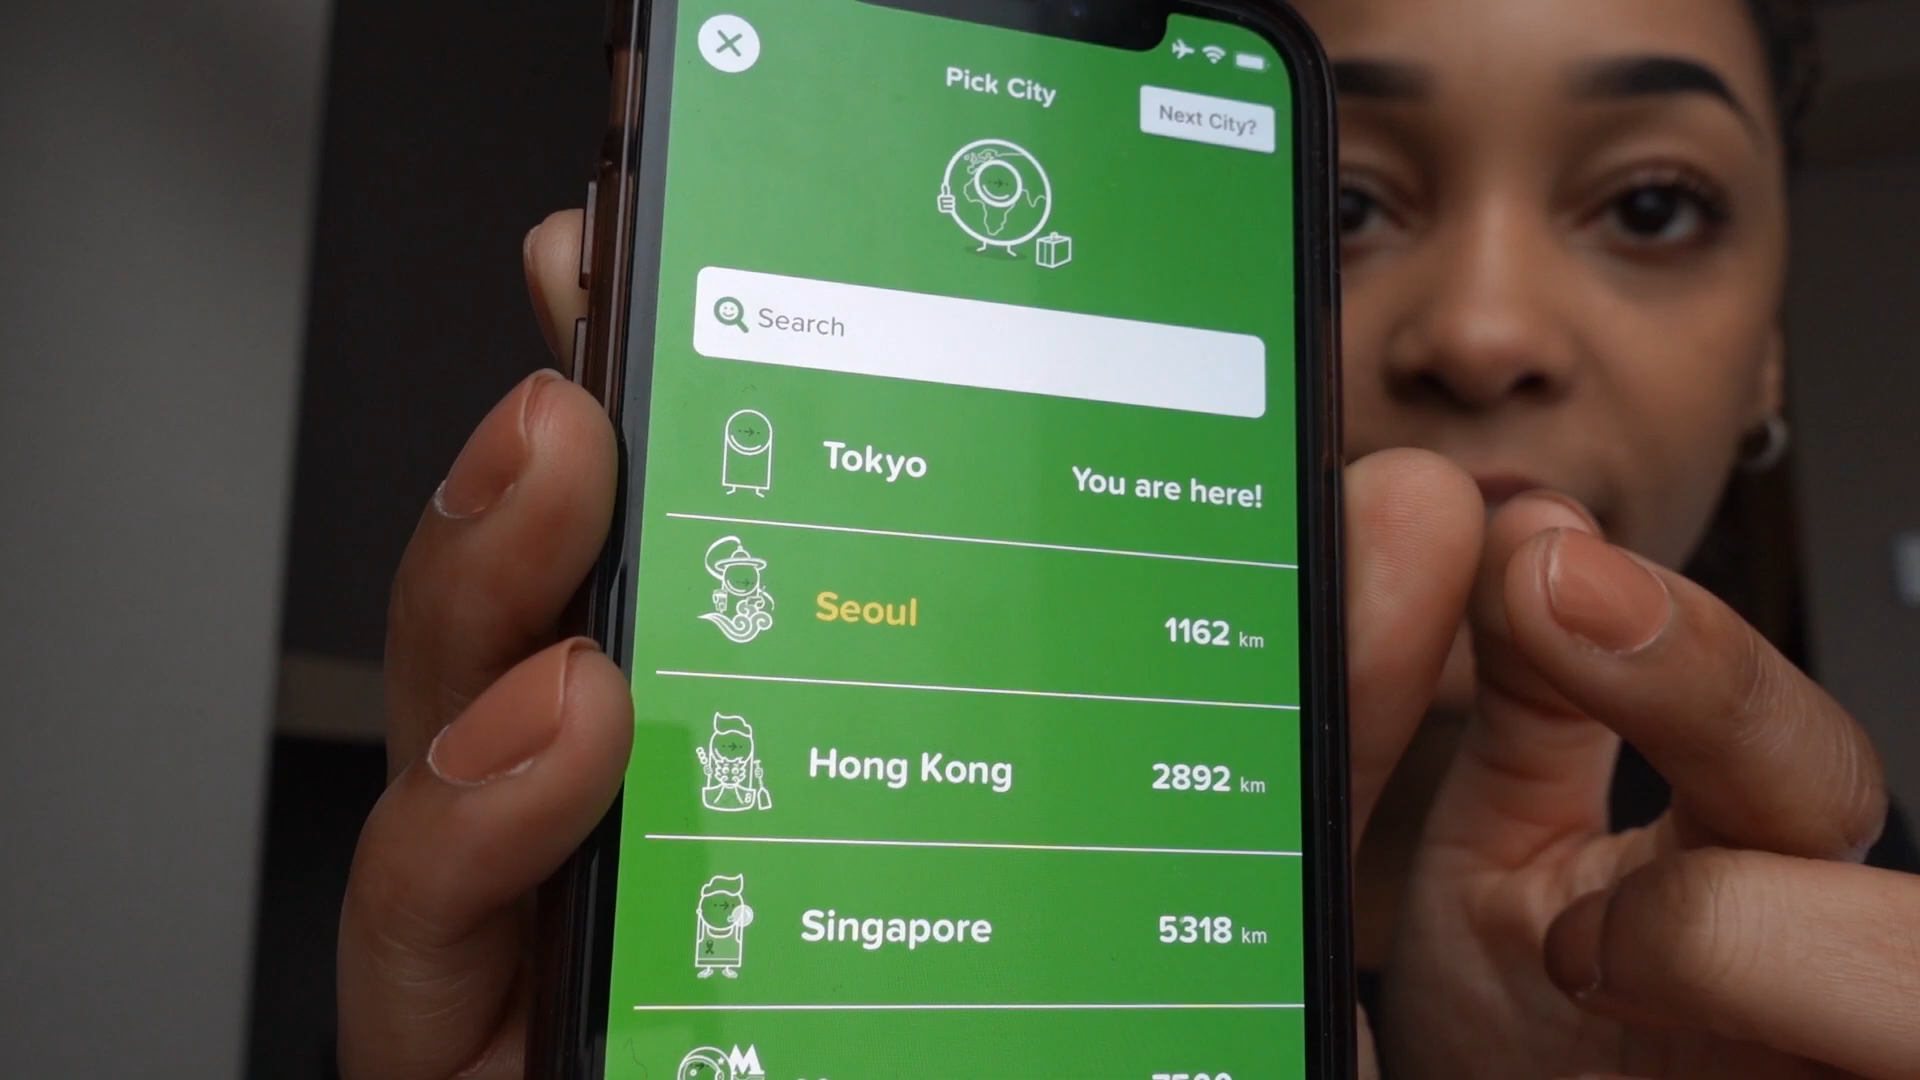 Pick City
Next City?
Search
Tokyo You are here!
Seoul 1162 km
Hong Kong 2892 km
Singapore 5318 km
M